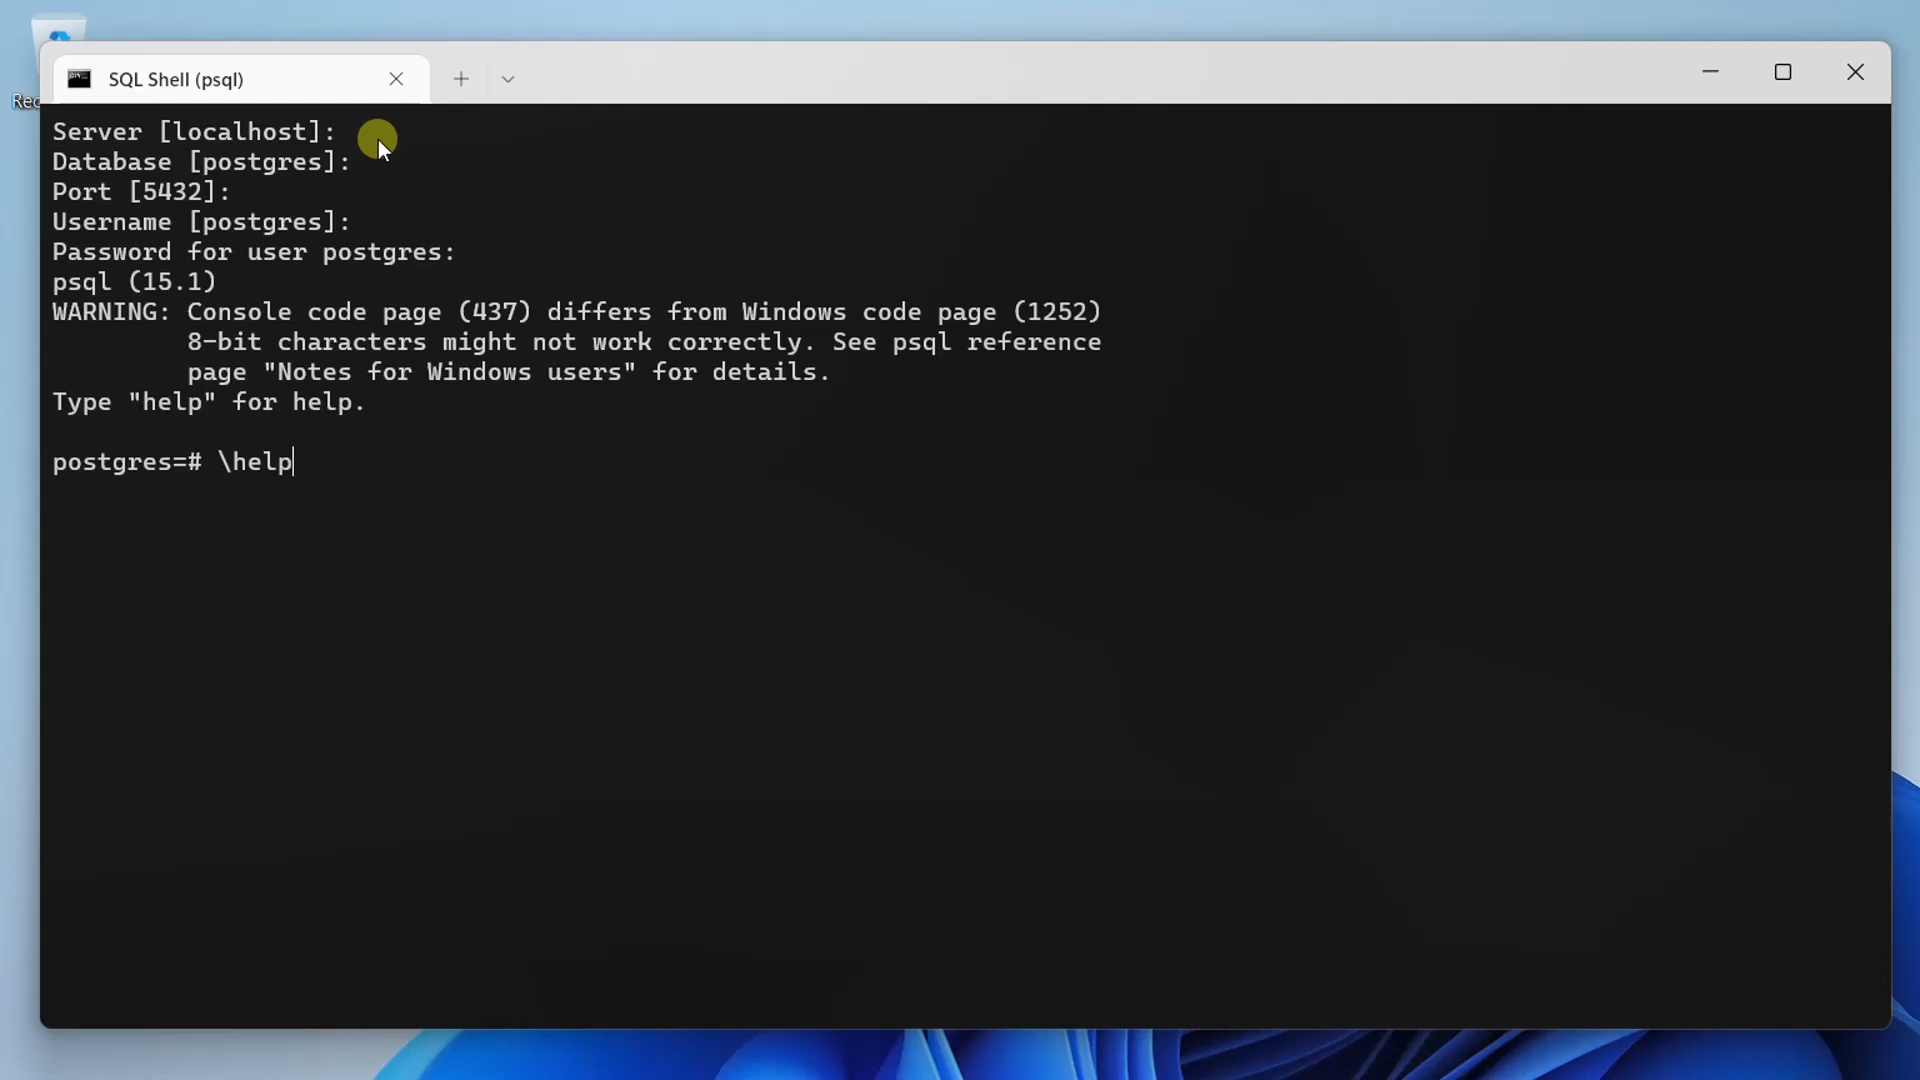 SQL Shell (psql)
Rec
Server [localhost]:
Database [postgres]:
Port [5432]:
Username [postgres]:
Password for user postgres:
psql (15.1)
WARNING: Console code page (437) differs from Windows code page (1252)
8-bit characters might not work correctly. See psql reference
page "Notes for Windows users" for details.
Type "help" for help.
postgres=# \help